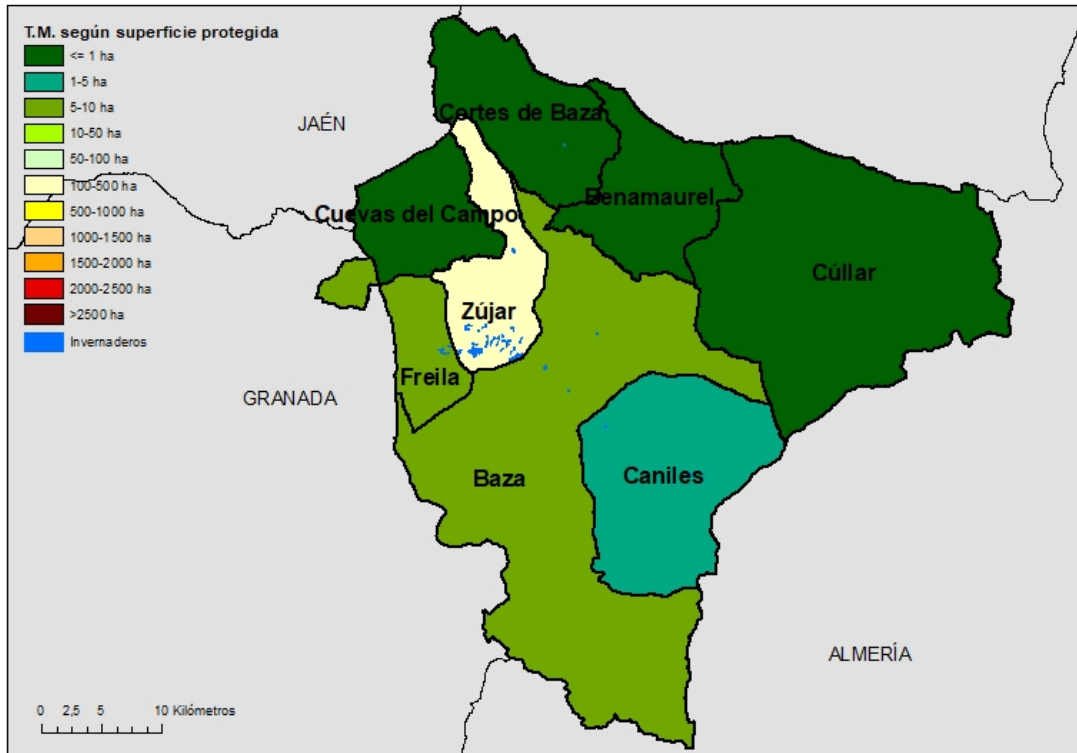 T.M. según superficie protegida
<= 1 ha
1-5 ha
5-10 ha
10-50 ha
50-100 ha
100-500 ha
500-1000 ha
1000-1500 ha
1500-2000 ha
2000-2500 ha
>2500 ha
Invernaderos
JAÉN
Cortes de Baza
Benamaurel
Cuevas del Campo
Cúllar
Zújar
Freila
GRANADA
Baza
Caniles
ALMERÍA
0 2,5 5 10 Kilómetros